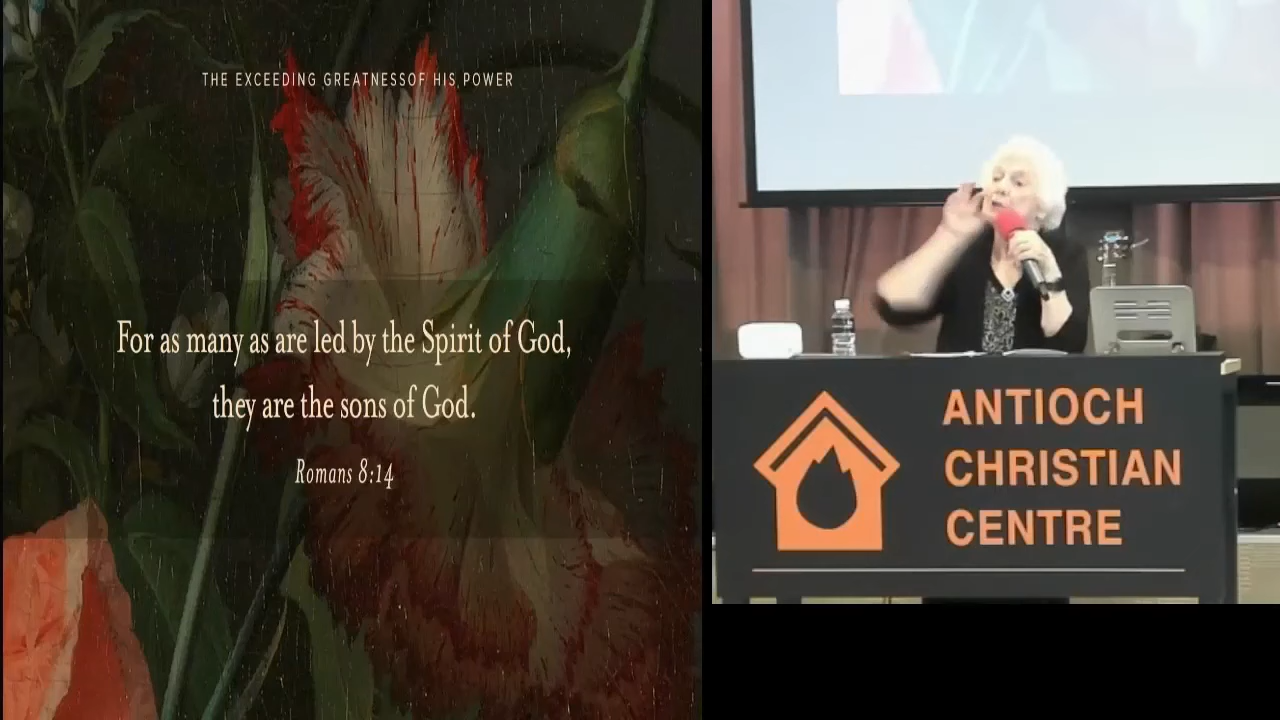 THE EXCEEDING GREATNESSOF HIS POWER
For as many as are led by the Spirit of God,
they are the sons of God.
Romans 8:14
ANTIOCH
CHRISTIAN
CENTRE